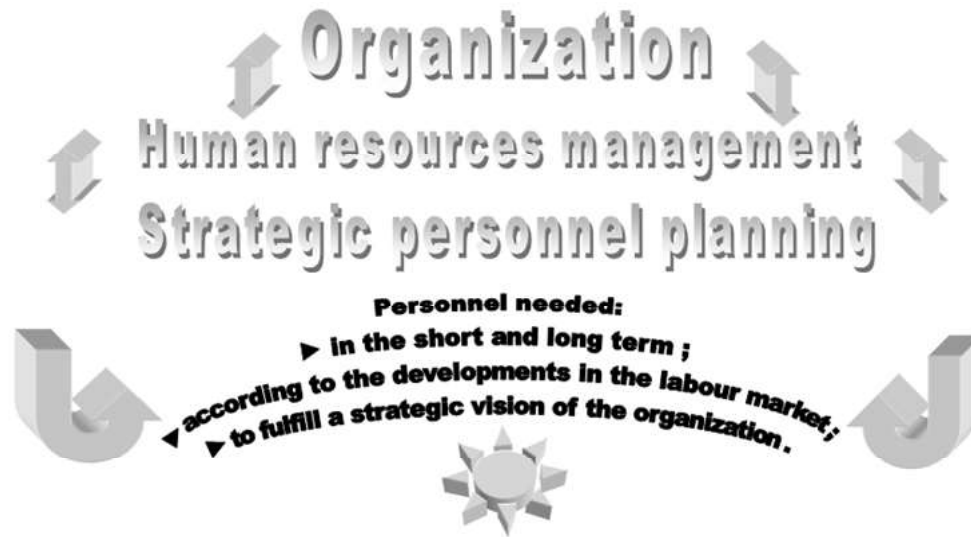 Organization
Human resources management
Strategic personnel planning
Personnel needed:
► in the short and long term ;
◄ according to the developments in the labour market;
► to fulfill a strategic vision of the organization.